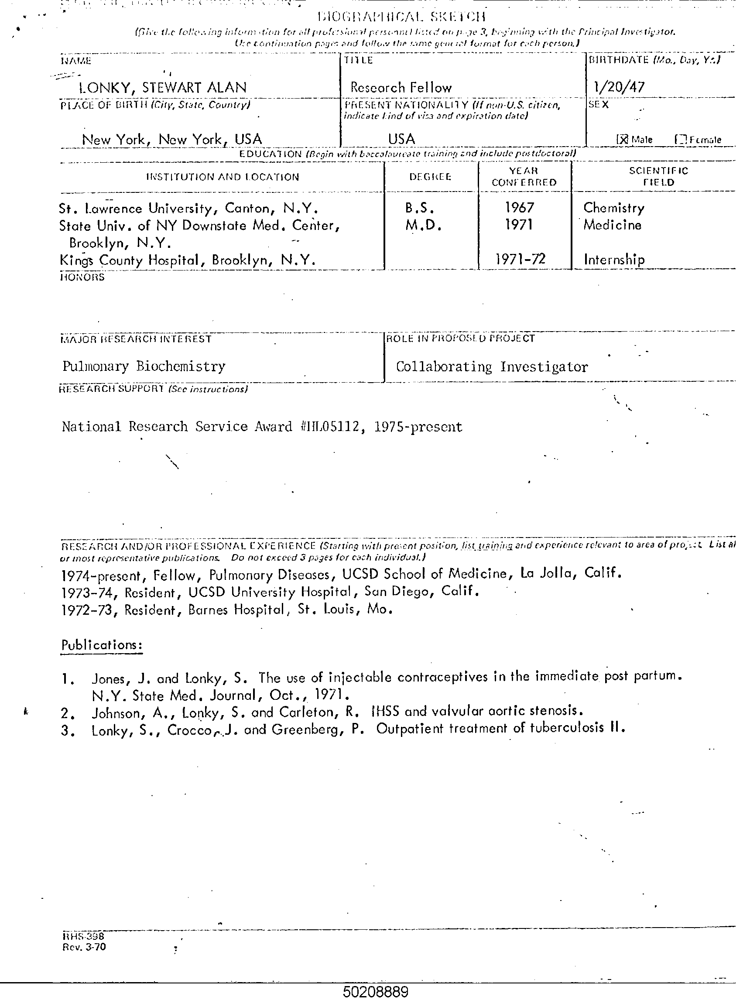 BIOGRAPHICAL SKETCH
(Give the following information for all professional personnel listed on page 3, beginning with the Principal Investigator.
Use continuation pages and follow the same general format for each person.)
NAME
TITLE
BIRTHDATE (Mo., Day, Yr.)
LONKY, STEWART ALAN
Research Fellow
1/20/47
PLACE OF BIRTH (City, State, Country)
PRESENT NATIONALITY (If non-U.S. citizen,
indicate kind of visa and expiration date)
SEX
New York, New York, USA
USA
☒ Male ☐ Female
EDUCATION (Begin with baccalaureate training and include postdoctoral)
INSTITUTION AND LOCATION
DEGREE
YEAR
CONFERRED
SCIENTIFIC
FIELD
St. Lawrence University, Canton, N.Y. B.S. 1967 Chemistry
State Univ. of NY Downstate Med. Center, M.D. 1971 Medicine
Brooklyn, N.Y.
Kings County Hospital, Brooklyn, N.Y. 1971-72 Internship
HONORS
MAJOR RESEARCH INTEREST
ROLE IN PROPOSED PROJECT
Pulmonary Biochemistry
Collaborating Investigator
RESEARCH SUPPORT (See instructions)
National Research Service Award #HL05112, 1975-present
RESEARCH AND/OR PROFESSIONAL EXPERIENCE (Starting with present position, list training and experience relevant to area of project. List all
or most representative publications. Do not exceed 3 pages for each individual.)
1974-present, Fellow, Pulmonary Diseases, UCSD School of Medicine, La Jolla, Calif.
1973-74, Resident, UCSD University Hospital, San Diego, Calif.
1972-73, Resident, Barnes Hospital, St. Louis, Mo.
Publications:
1. Jones, J. and Lonky, S. The use of injectable contraceptives in the immediate post partum.
N.Y. State Med. Journal, Oct., 1971.
2. Johnson, A., Lonky, S. and Carleton, R. IHSS and valvular aortic stenosis.
3. Lonky, S., Crocco, J. and Greenberg, P. Outpatient treatment of tuberculosis II.
RHS-398
Rev. 3-70
50208889